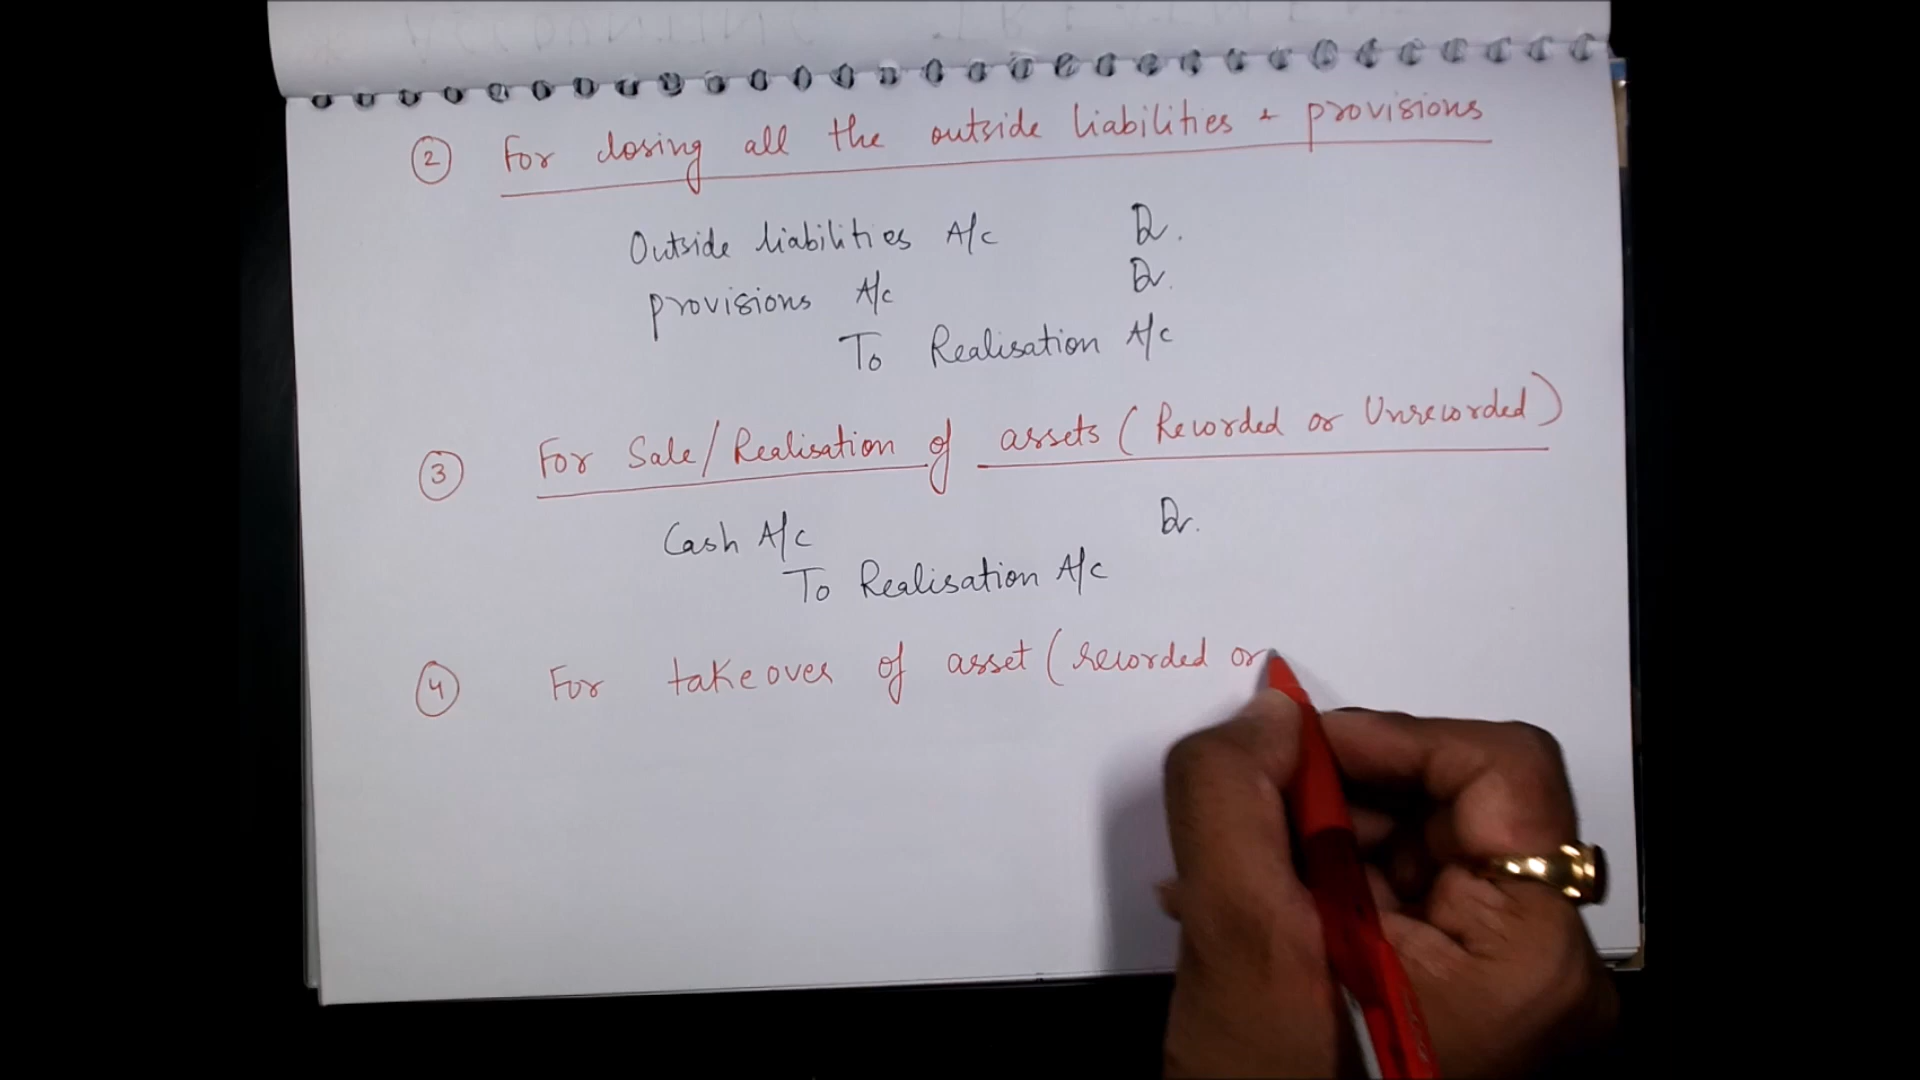 ② For closing all the outside liabilities + provisions
Outside liabilities A/c Dr.
provisions A/c Dr.
To Realisation A/c
③ For Sale/Realisation of assets (Recorded or Unrecorded)
Cash A/c Dr.
To Realisation A/c
④ For takeover of asset (recorded or